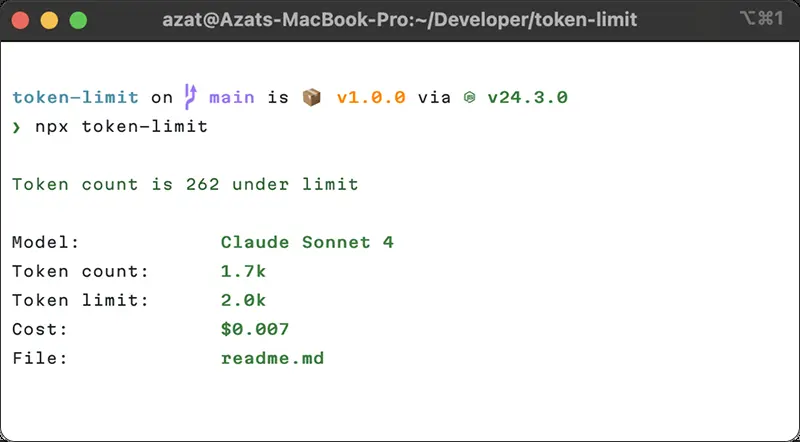 azat@Azats-MacBook-Pro:~/Developer/token-limit ⌥⌘1
token-limit on main is 📦 v1.0.0 via v24.3.0
❯ npx token-limit
Token count is 262 under limit
Model: Claude Sonnet 4
Token count: 1.7k
Token limit: 2.0k
Cost: $0.007
File: readme.md